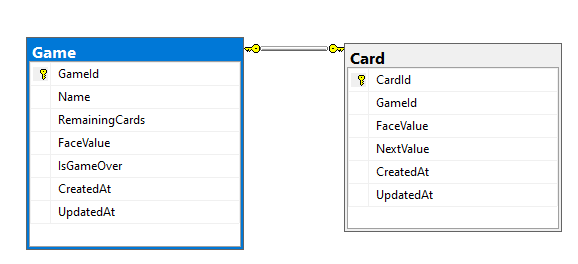 Game
GameId
Name
RemainingCards
FaceValue
IsGameOver
CreatedAt
UpdatedAt
Card
CardId
GameId
FaceValue
NextValue
CreatedAt
UpdatedAt